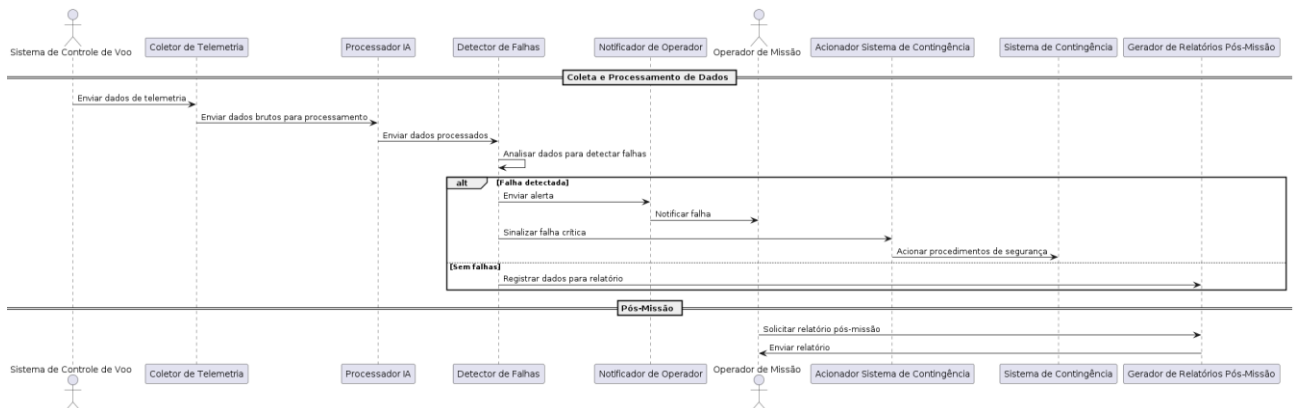 Sistema de Controle de Voo
Coletor de Telemetria
Processador IA
Detector de Falhas
Notificador de Operador
Operador de Missão
Acionador Sistema de Contingência
Sistema de Contingência
Gerador de Relatórios Pós-Missão
Coleta e Processamento de Dados
Enviar dados de telemetria
Enviar dados brutos para processamento
Enviar dados processados
Analisar dados para detectar falhas
alt
[Falha detectada]
Enviar alerta
Notificar falha
Sinalizar falha crítica
Acionar procedimentos de segurança
[Sem falhas]
Registrar dados para relatório
Pós-Missão
Solicitar relatório pós-missão
Enviar relatório
Sistema de Controle de Voo
Coletor de Telemetria
Processador IA
Detector de Falhas
Notificador de Operador
Operador de Missão
Acionador Sistema de Contingência
Sistema de Contingência
Gerador de Relatórios Pós-Missão